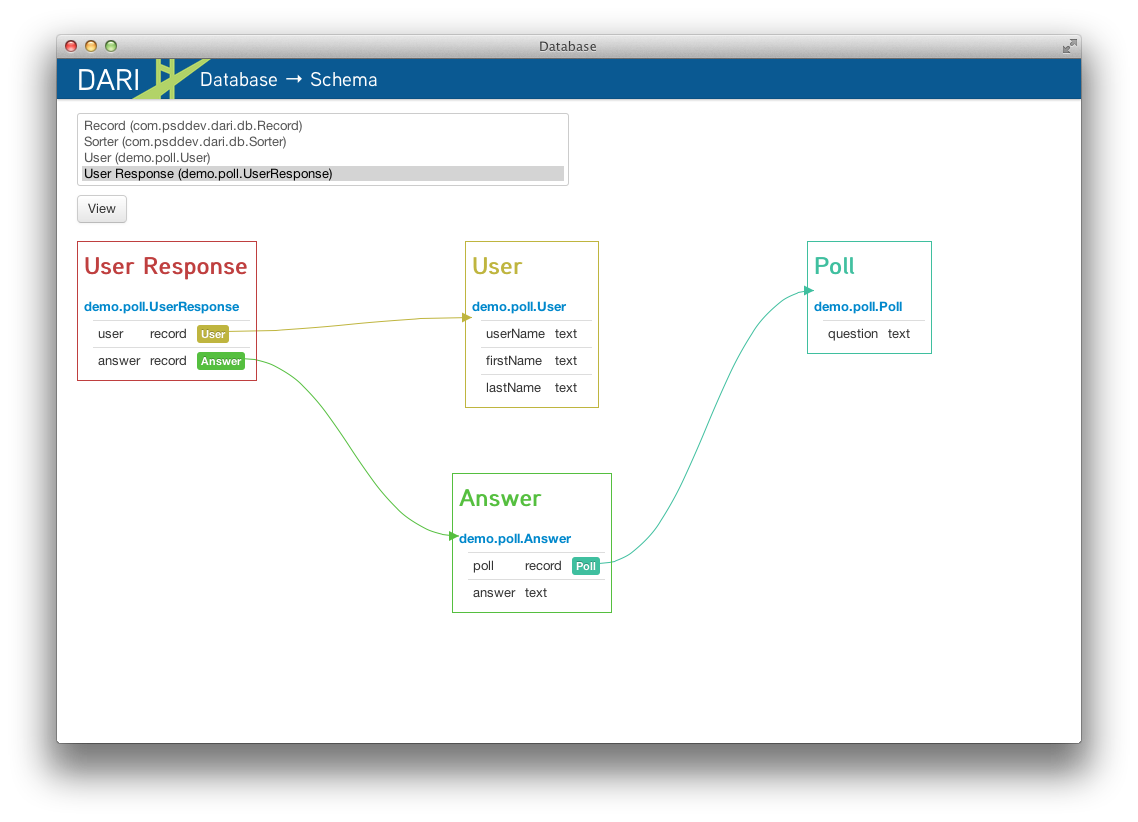 Database
DARI Database → Schema
Record (com.psddev.dari.db.Record)
Sorter (com.psddev.dari.db.Sorter)
User (demo.poll.User)
User Response (demo.poll.UserResponse)
View
User Response
demo.poll.UserResponse
user record User
answer record Answer
User
demo.poll.User
userName text
firstName text
lastName text
Poll
demo.poll.Poll
question text
Answer
demo.poll.Answer
poll record Poll
answer text